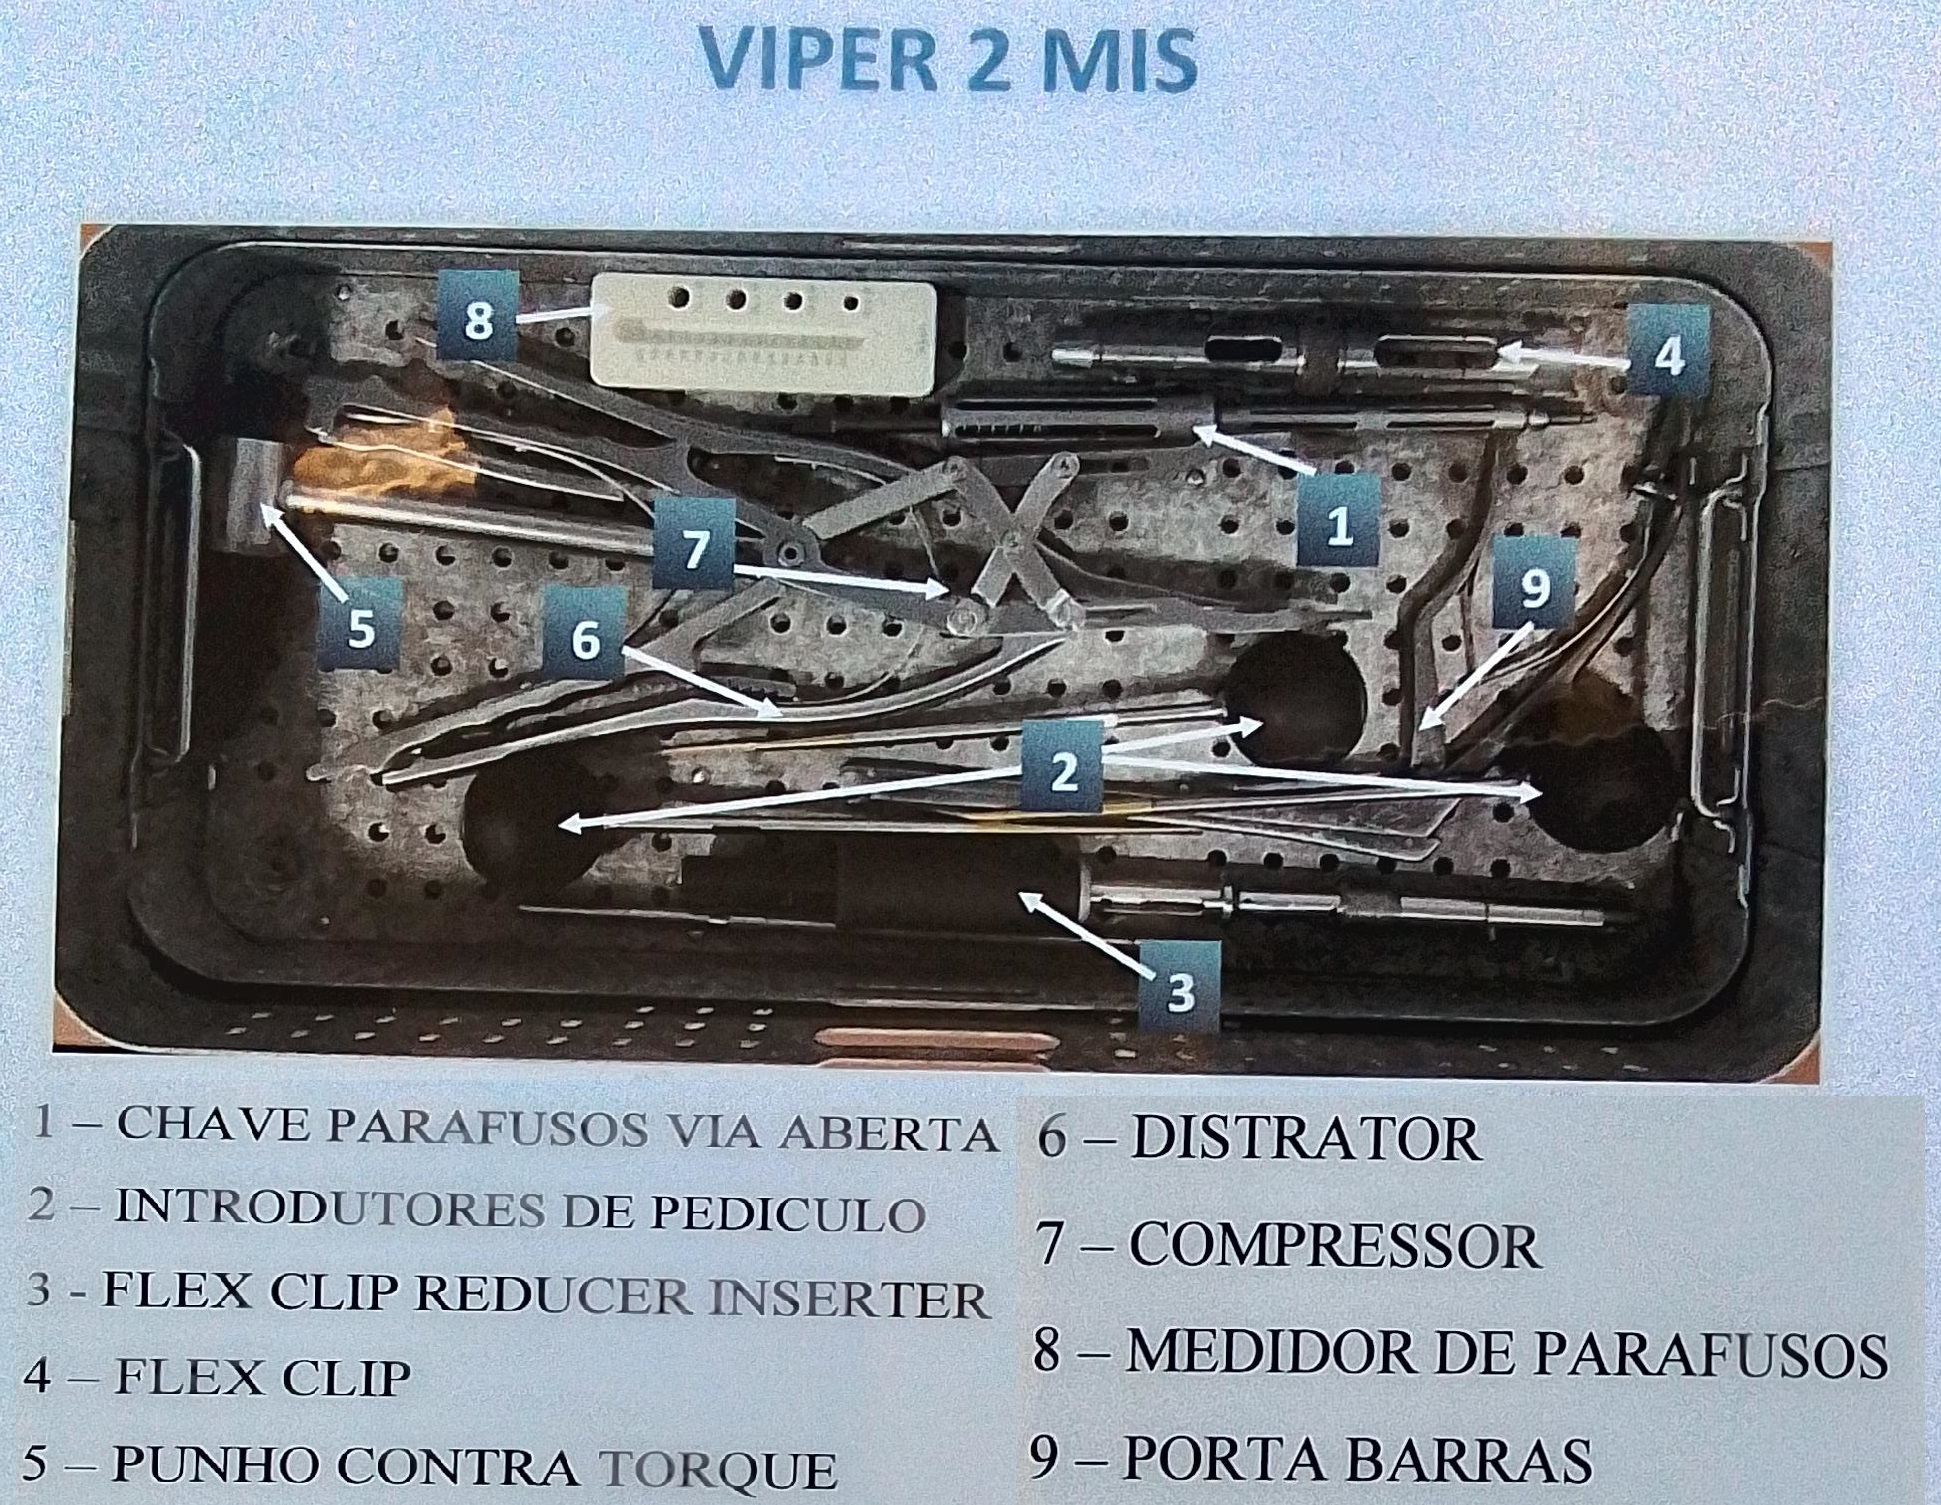 VIPER 2 MIS
8
4
7
1
9
5
6
2
3
1 – CHAVE PARAFUSOS VIA ABERTA
2 – INTRODUTORES DE PEDICULO
3 - FLEX CLIP REDUCER INSERTER
4 – FLEX CLIP
5 – PUNHO CONTRA TORQUE
6 – DISTRATOR
7 – COMPRESSOR
8 – MEDIDOR DE PARAFUSOS
9 – PORTA BARRAS